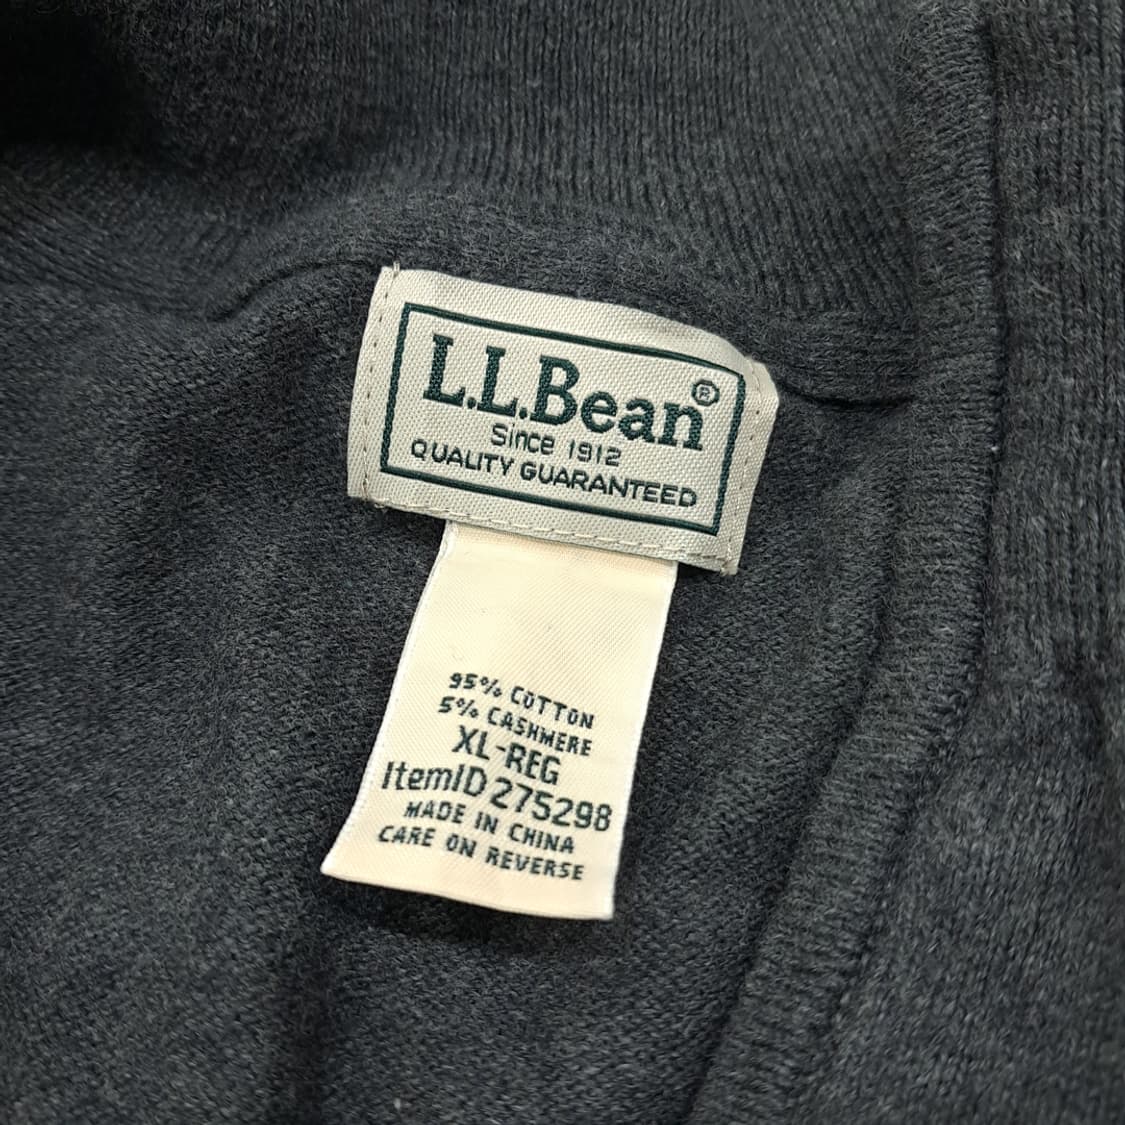 L.L.Bean®
Since 1912
QUALITY GUARANTEED
95% COTTON
5% CASHMERE
XL-REG
ItemID 275298
MADE IN CHINA
CARE ON REVERSE